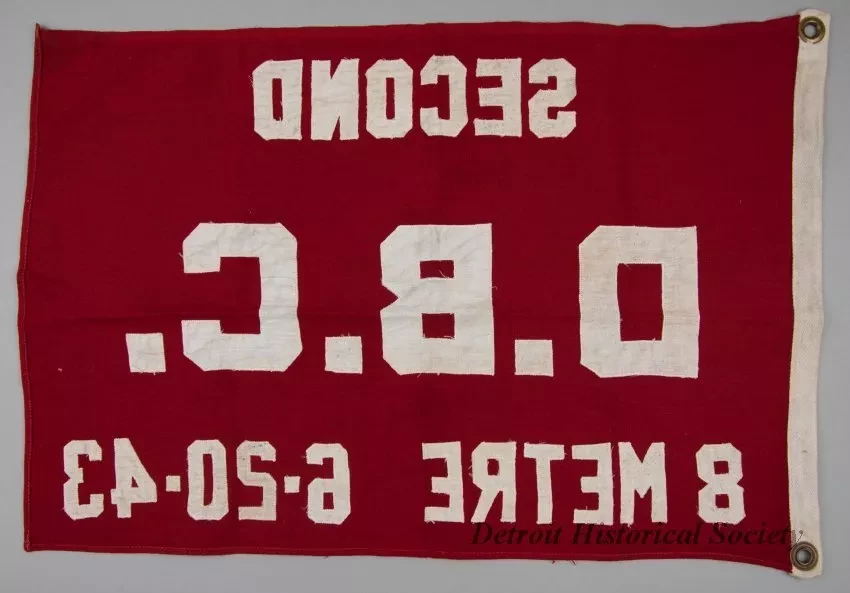 SECOND
D.B.C.
8 METRE 6-20-43
Detroit Historical Society